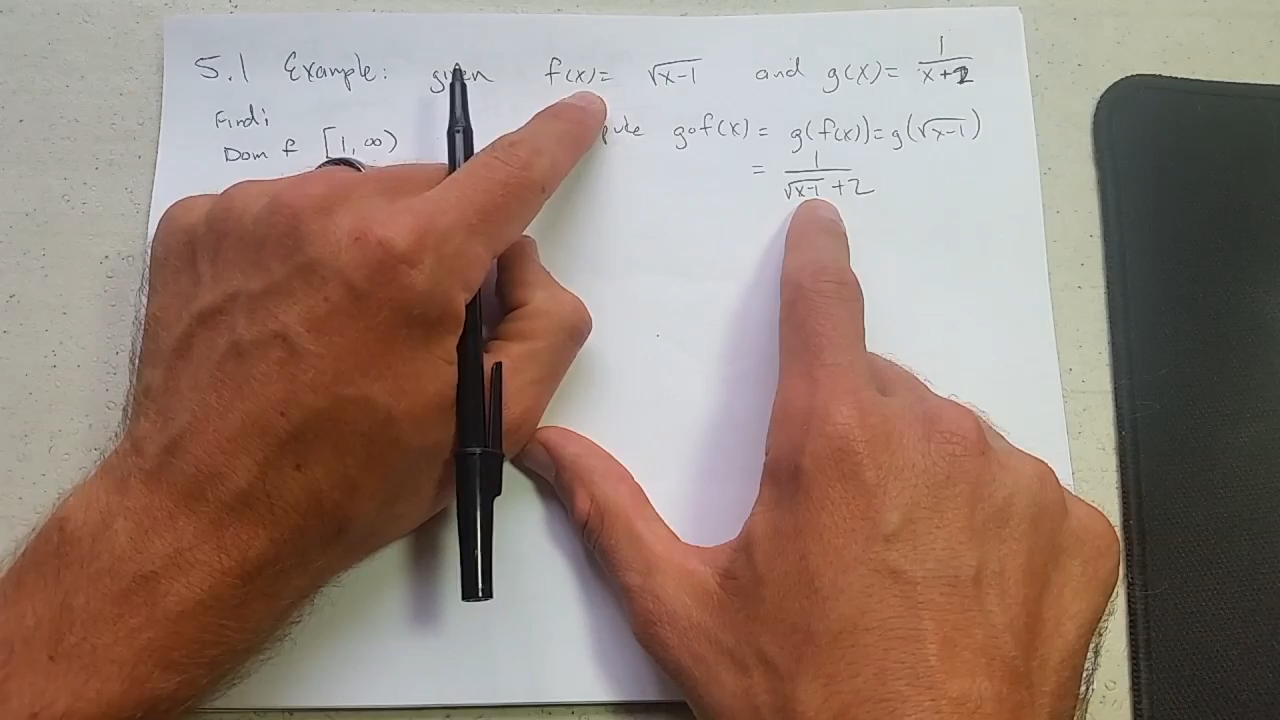 5.1 Example: given f(x)= √x-1 and g(x)= 1/x+2
Find:
Dom f [1,∞)
g∘f(x) = g(f(x))=g(√x-1)
= 1/√x-1 +2